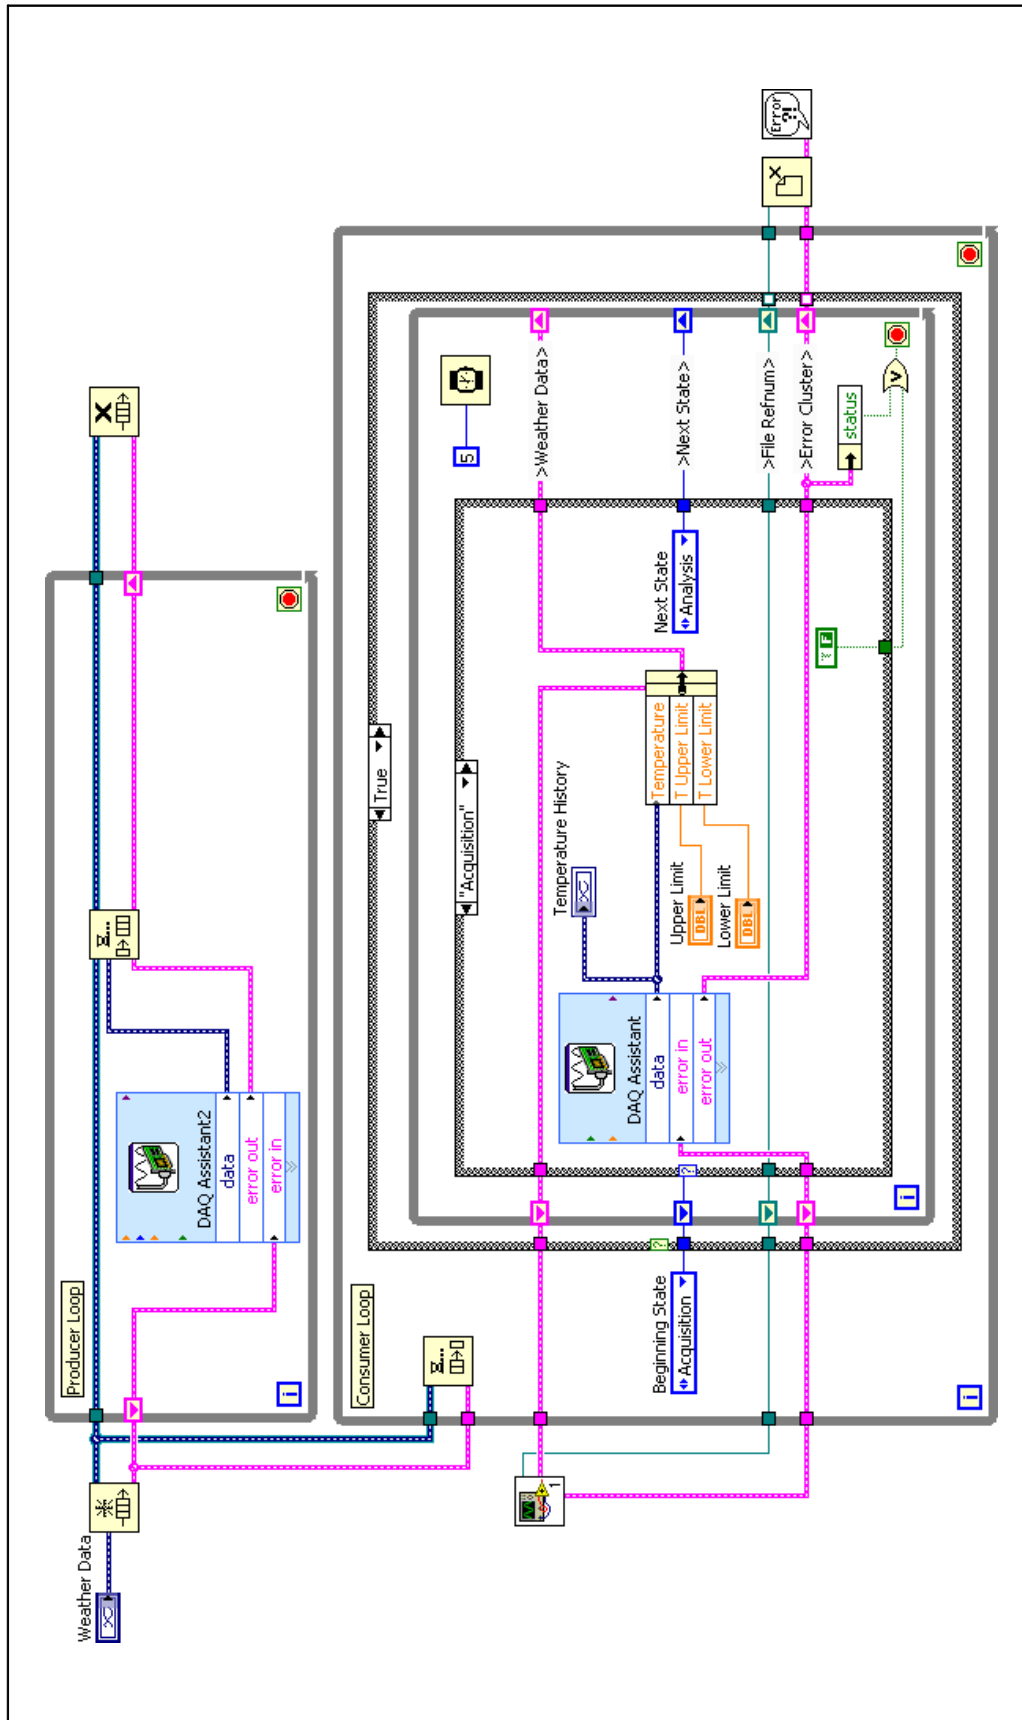 Weather Data
Σ...
Producer Loop
DAQ Assistant2
data
error out
error in
i
Consumer Loop
Σ...
True
"Acquisition"
Beginning State
Acquisition
DAQ Assistant
data
error in
error out
Temperature History
Upper Limit
DBL
Lower Limit
DBL
Temperature
T Upper Limit
T Lower Limit
Next State
Analysis
5
>Weather Data>
>Next State>
>File Refnum>
>Error Cluster>
status
F
V
i
i
1
Error
?!